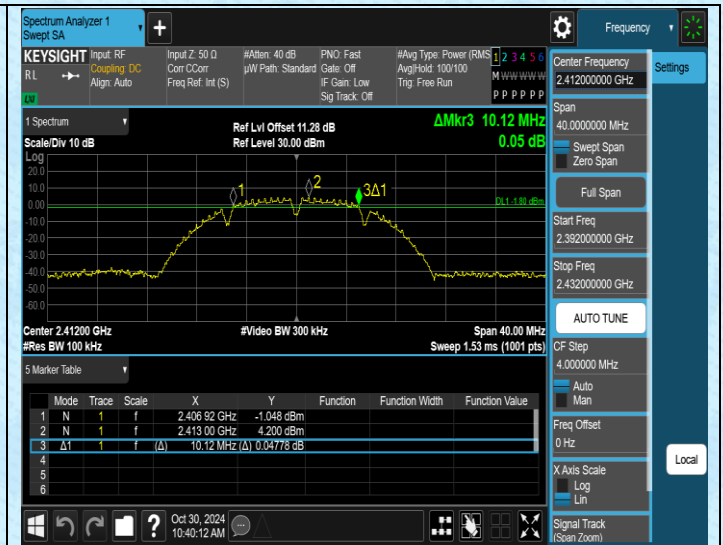 Spectrum Analyzer 1
Swept SA
Frequency
KEYSIGHT
RL
Input: RF
Coupling: DC
Align: Auto
Input Z: 50 Ω
Corr CCorr
Freq Ref: Int (S)
#Atten: 40 dB
µW Path: Standard
PNO: Fast
Gate: Off
IF Gain: Low
Sig Track: Off
#Avg Type: Power (RMS
Avg|Hold: 100/100
Trig: Free Run
1 2 3 4 5 6
M W W W W W
P P P P P P
1 Spectrum
Scale/Div 10 dB
Ref Lvl Offset 11.28 dB
Ref Level 30.00 dBm
ΔMkr3 10.12 MHz
0.05 dB
Log
20.0
10.0
0.00
-10.0
-20.0
-30.0
-40.0
-50.0
-60.0
1
2
3Δ1
DL1 -1.80 dBm
Center 2.41200 GHz
#Video BW 300 kHz
Span 40.00 MHz
#Res BW 100 kHz
Sweep 1.53 ms (1001 pts)
5 Marker Table
Mode Trace Scale X Y Function Function Width Function Value
1 N 1 f 2.406 92 GHz -1.048 dBm
2 N 1 f 2.413 00 GHz 4.200 dBm
3 Δ1 1 f (Δ) 10.12 MHz (Δ) 0.04778 dB
4
5
6
Oct 30, 2024
10:40:12 AM
Center Frequency
2.412000000 GHz
Settings
Span
40.0000000 MHz
Swept Span
Zero Span
Full Span
Start Freq
2.392000000 GHz
Stop Freq
2.432000000 GHz
AUTO TUNE
CF Step
4.000000 MHz
Auto
Man
Freq Offset
0 Hz
X Axis Scale
Log
Lin
Signal Track
(Span Zoom)
Local